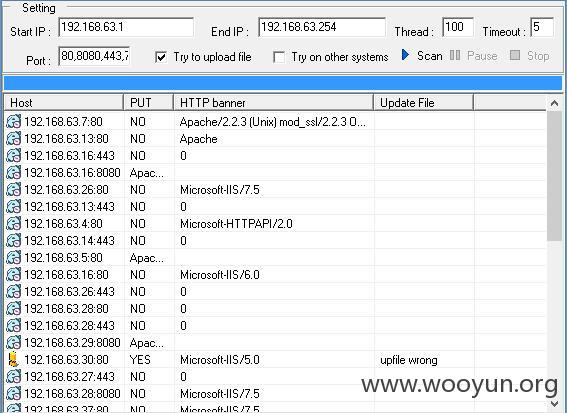 Setting
Start IP : 192.168.63.1 End IP : 192.168.63.254 Thread : 100 Timeout : 5
Port : 80,8080,443,7 Try to upload file Try on other systems Scan Pause Stop
Host PUT HTTP banner Update File
192.168.63.7:80 NO Apache/2.2.3 (Unix) mod_ssl/2.2.3 O...
192.168.63.13:80 NO Apache
192.168.63.16:443 NO 0
192.168.63.16:8080 Apac...
192.168.63.26:80 NO Microsoft-IIS/7.5
192.168.63.13:443 NO 0
192.168.63.4:80 NO Microsoft-HTTPAPI/2.0
192.168.63.14:443 NO 0
192.168.63.5:80 Apac...
192.168.63.16:80 NO Microsoft-IIS/6.0
192.168.63.26:443 NO 0
192.168.63.28:80 NO 0
192.168.63.28:443 NO 0
192.168.63.29:8080 Apac...
192.168.63.30:80 YES Microsoft-IIS/5.0 upfile wrong
192.168.63.27:443 NO 0
192.168.63.28:8080 NO Microsoft-IIS/7.5
192.168.63.37:80 NO Microsoft-IIS/7.5
www.wooyun.org